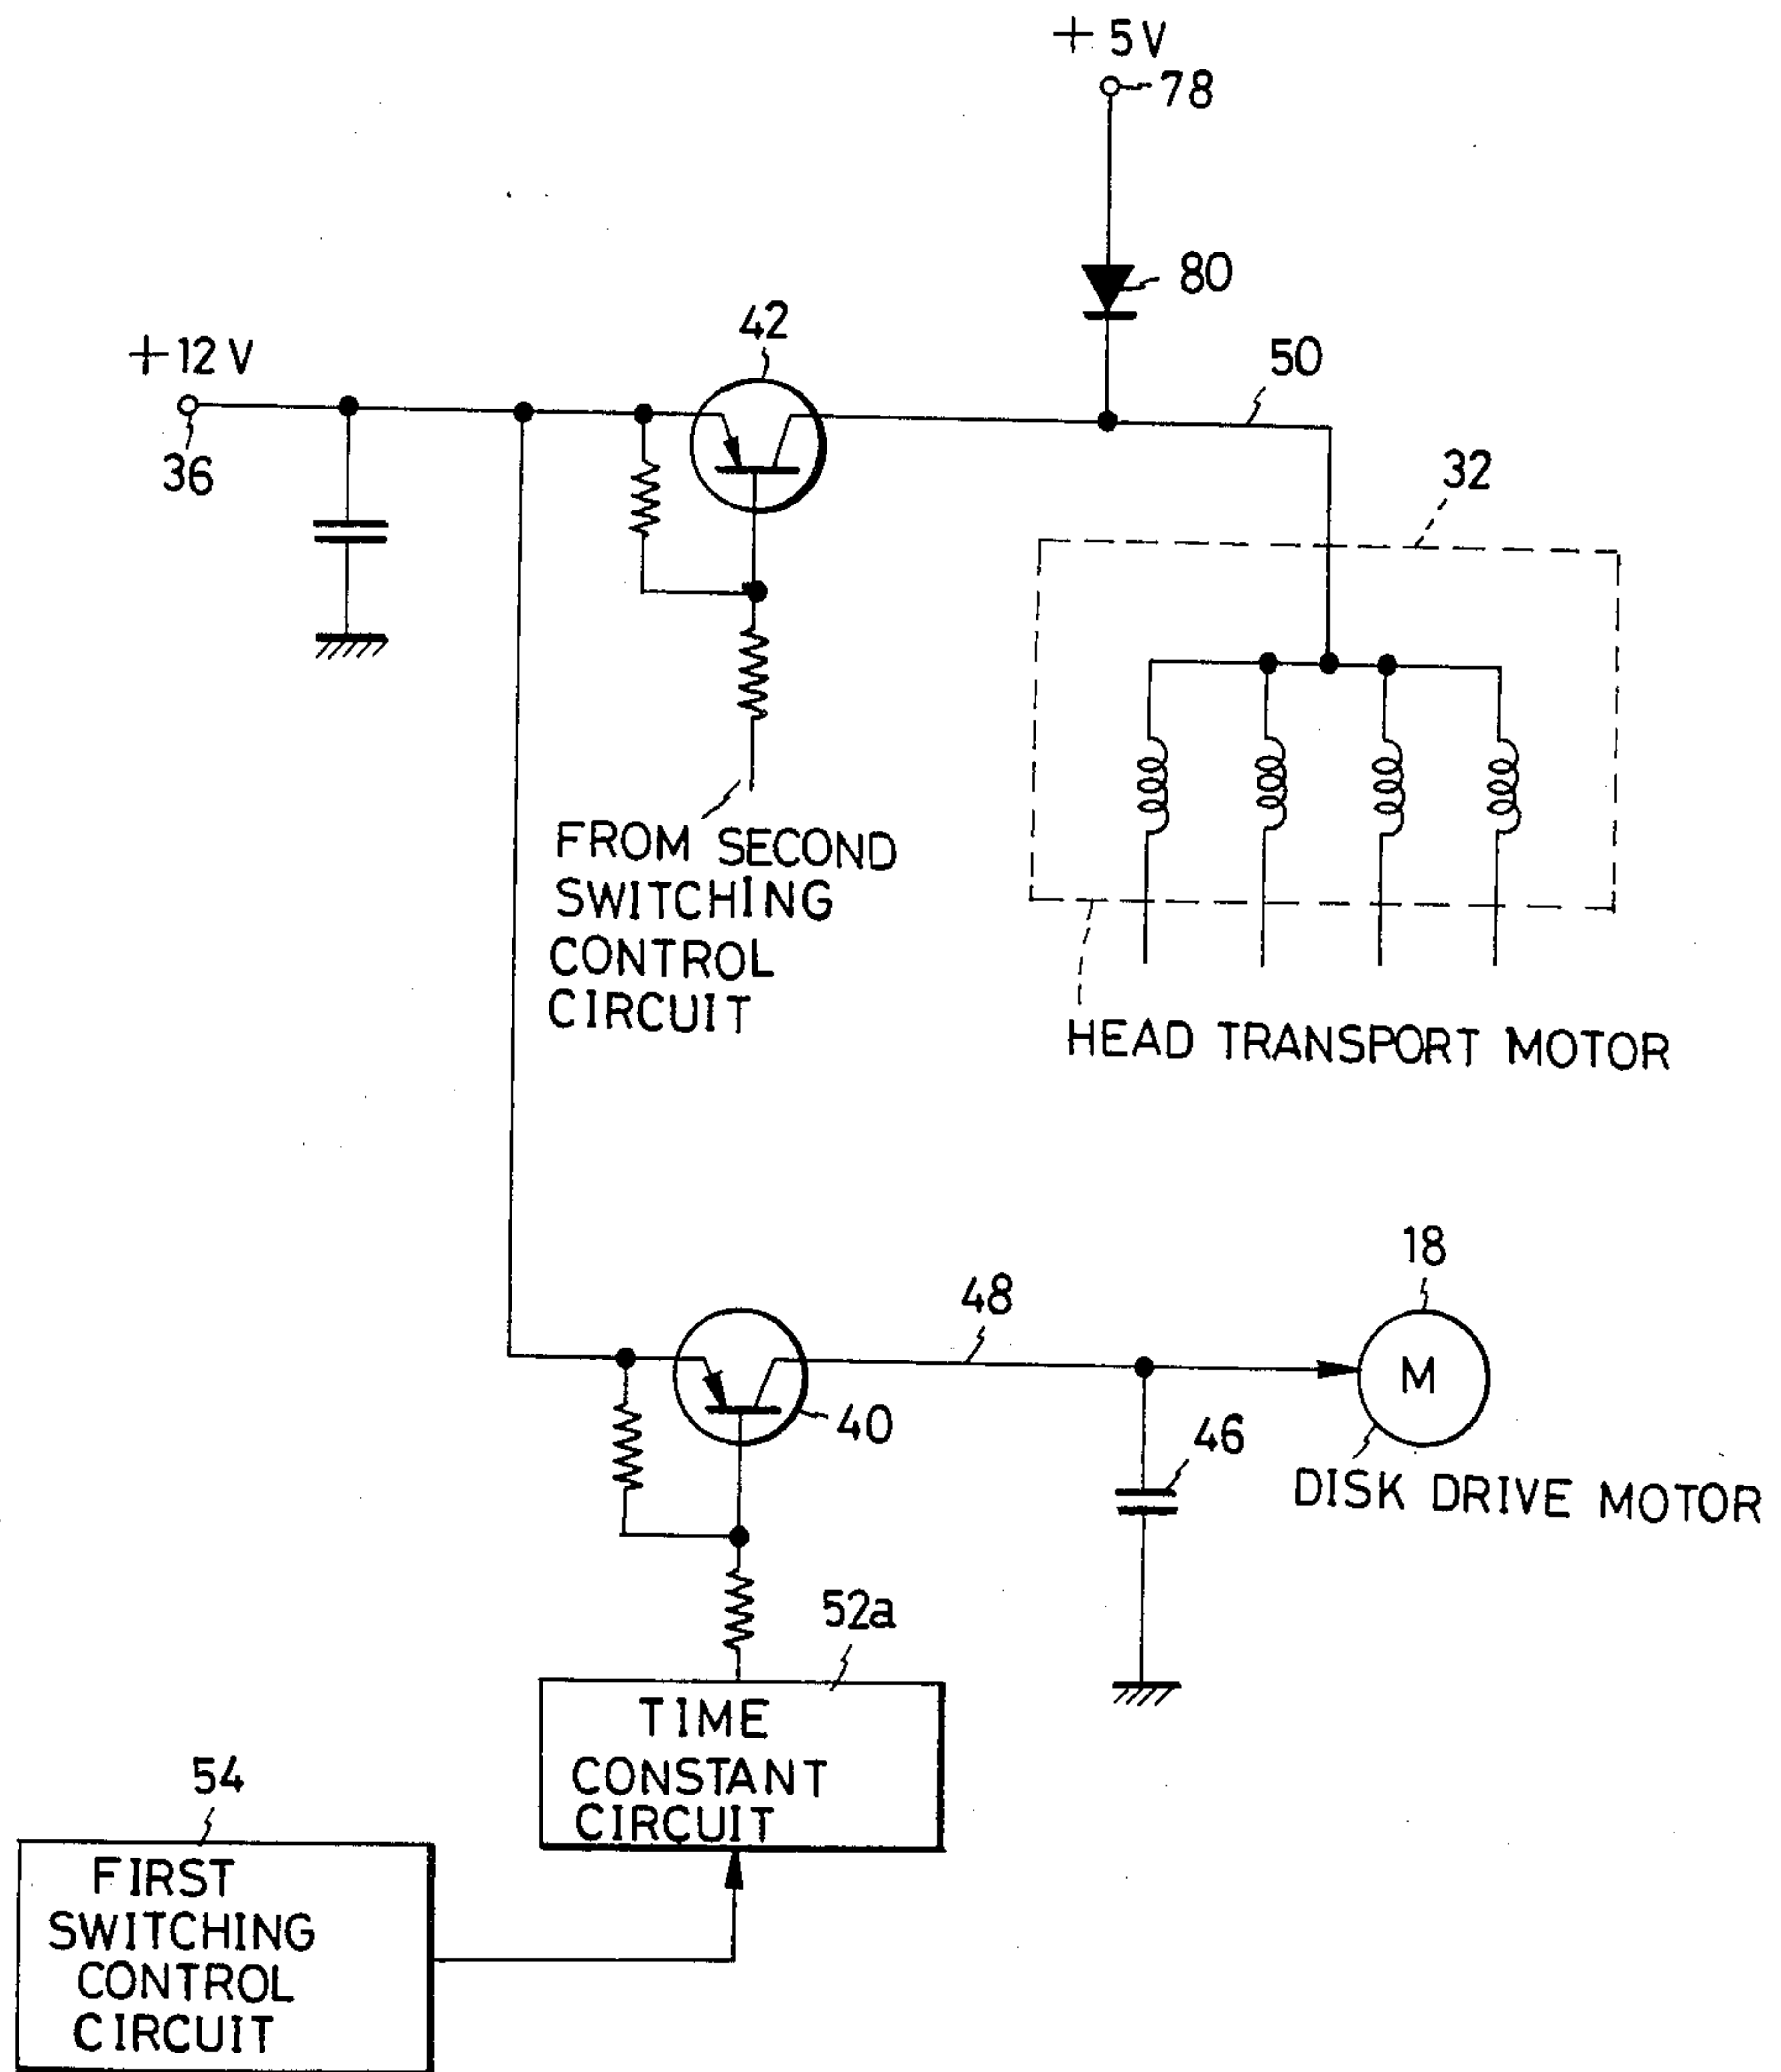 +5V
78
80
42
+12V
50
36
32
FROM SECOND
SWITCHING
CONTROL
CIRCUIT
HEAD TRANSPORT MOTOR
18
48
M
40
46
DISK DRIVE MOTOR
52a
TIME
CONSTANT
CIRCUIT
54
FIRST
SWITCHING
CONTROL
CIRCUIT